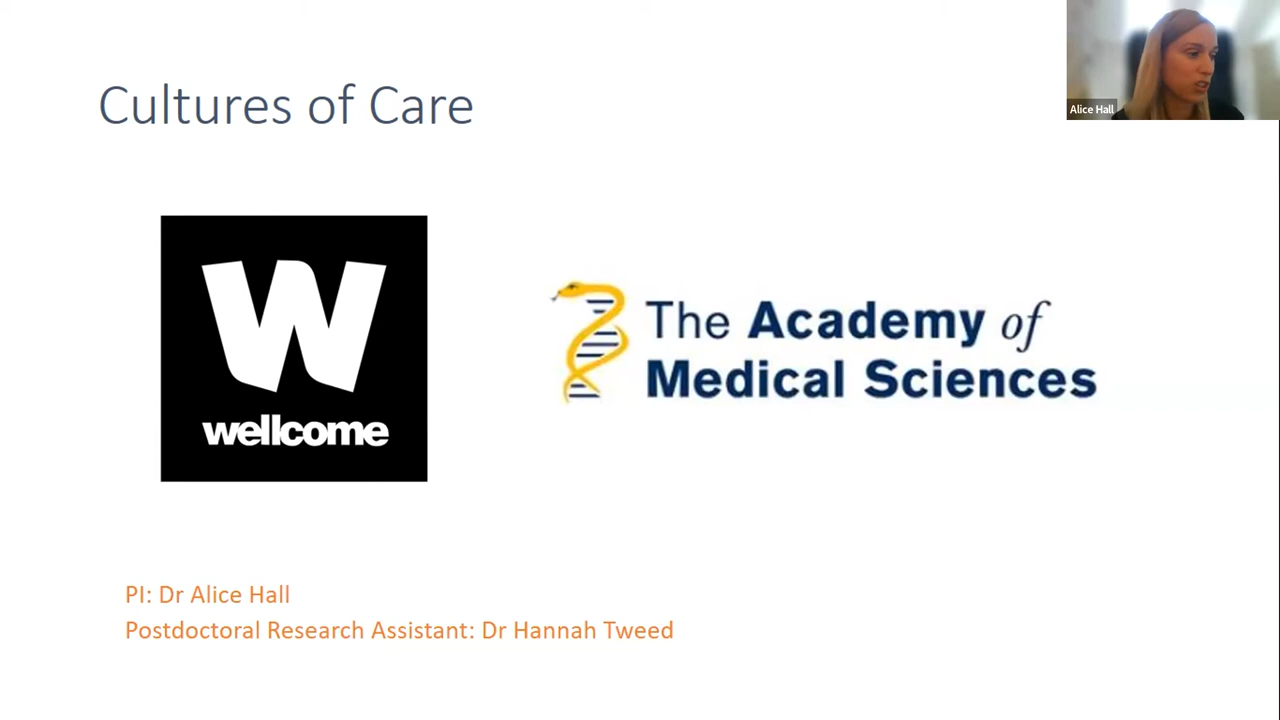 Cultures of Care
Alice Hall
W
wellcome
The Academy of
Medical Sciences
PI: Dr Alice Hall
Postdoctoral Research Assistant: Dr Hannah Tweed